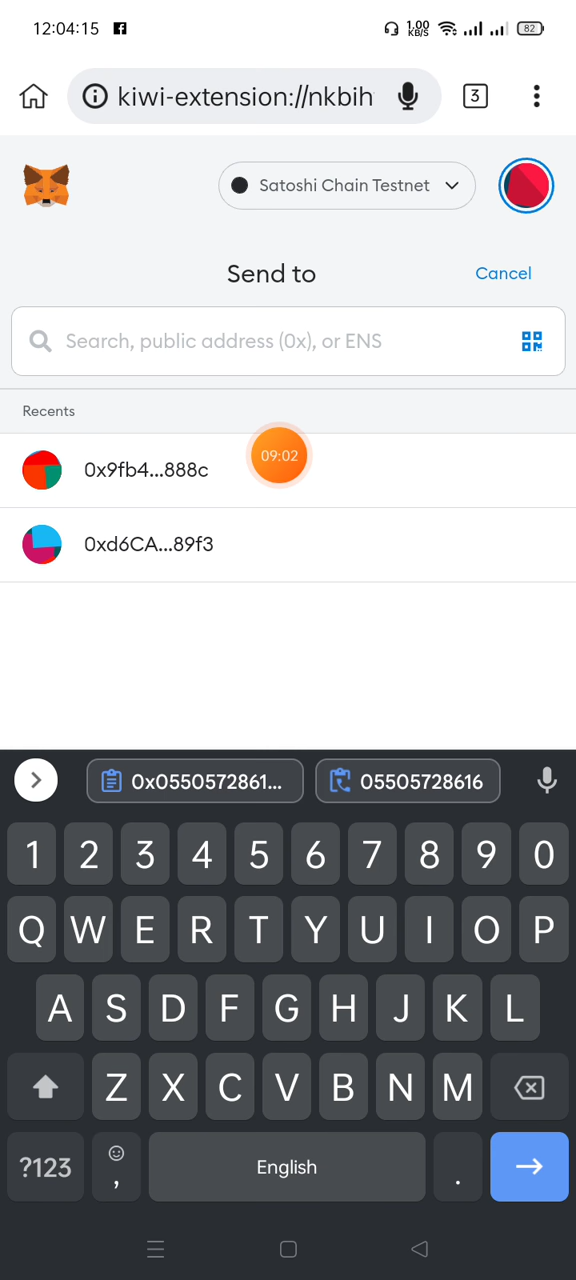 12:04:15 1.00 KB/S 82
kiwi-extension://nkbih 3
Satoshi Chain Testnet
Send to Cancel
Search, public address (0x), or ENS
Recents
09:02
0x9fb4...888c
0xd6CA...89f3
0x0550572861... 05505728616
1 2 3 4 5 6 7 8 9 0
Q W E R T Y U I O P
A S D F G H J K L
Z X C V B N M
?123 , English .